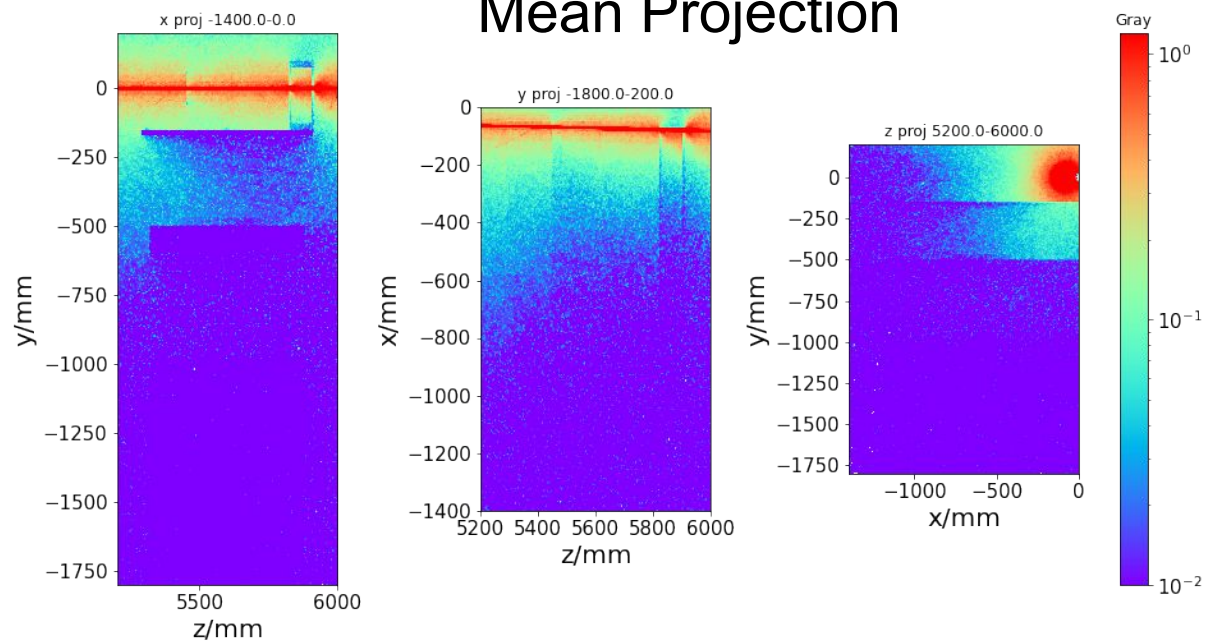 Mean Projection
x proj -1400.0-0.0
0
−250
−500
−750
−1000
−1250
−1500
−1750
y/mm
5500 6000
z/mm
y proj -1800.0-200.0
0
−200
−400
−600
−800
−1000
−1200
−1400
x/mm
5200 5400 5600 5800 6000
z/mm
z proj 5200.0-6000.0
0
−250
−500
−750
−1000
−1250
−1500
−1750
y/mm
−1000 −500 0
x/mm
Gray
10⁰
10⁻¹
10⁻²